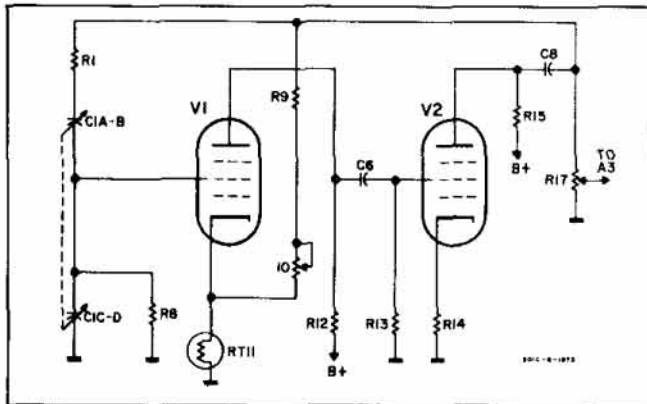 R1
C1A-B
V1
R9
C6
V2
C8
R15
B+
R17
TO
A3
10
C1C-D
R8
RT11
R12
B+
R13
R14